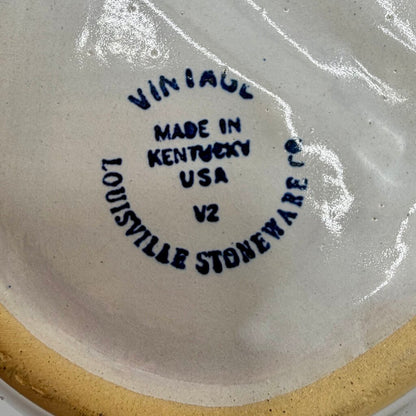 VINTAGE
MADE IN
KENTUCKY
USA
V2
LOUISVILLE STONEWARE CO.